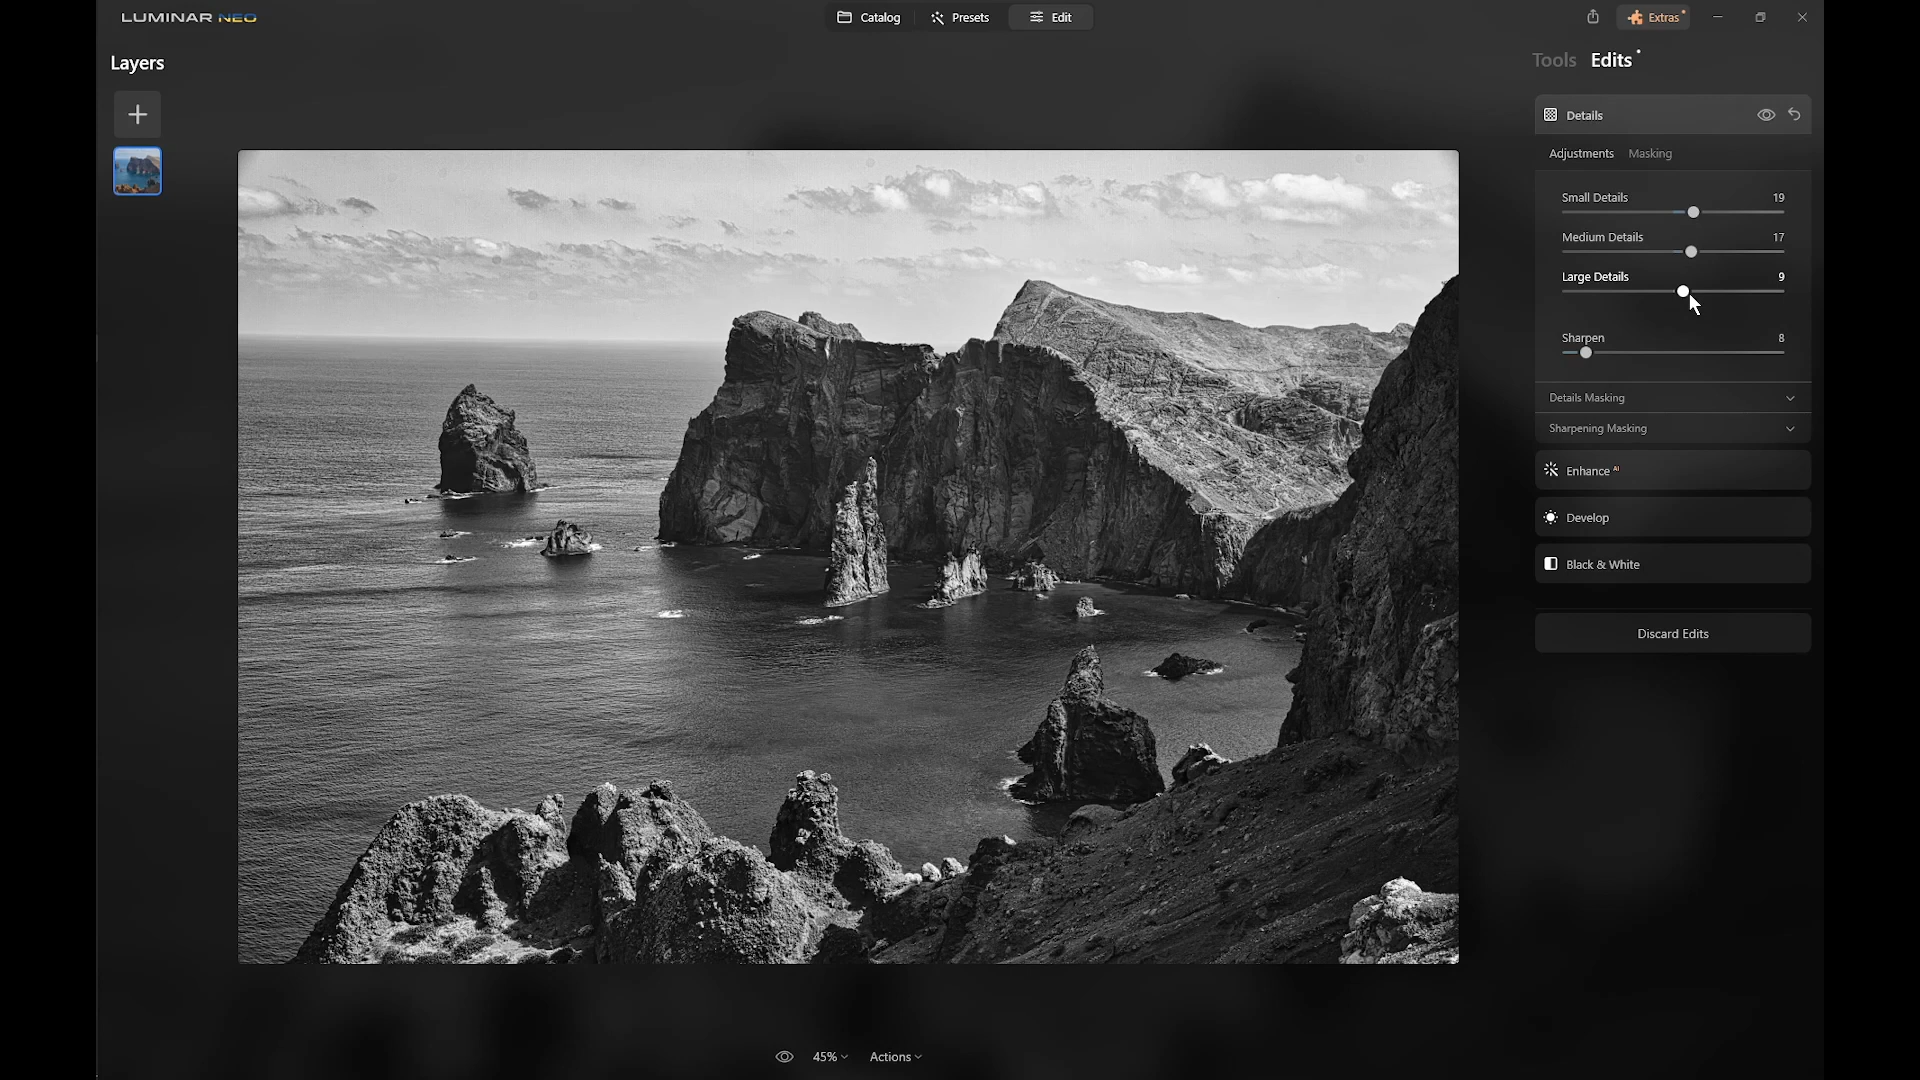 LUMINAR NEO
Catalog
Presets
Edit
Extras
Layers
Tools
Edits
Details
Adjustments
Masking
Small Details 19
Medium Details 17
Large Details 9
Sharpen 8
Details Masking
Sharpening Masking
Enhance AI
Develop
Black & White
Discard Edits
45%
Actions